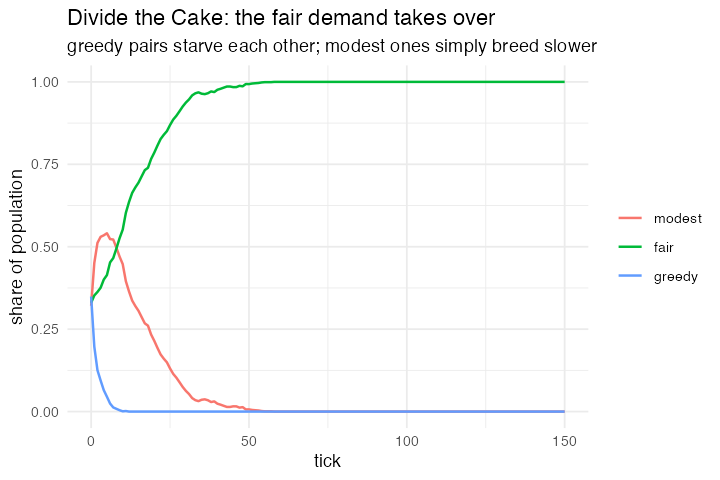 Divide the Cake: the fair demand takes over
greedy pairs starve each other; modest ones simply breed slower
share of population
1.00
0.75
0.50
0.25
0.00
0
50
100
150
tick
modest
fair
greedy